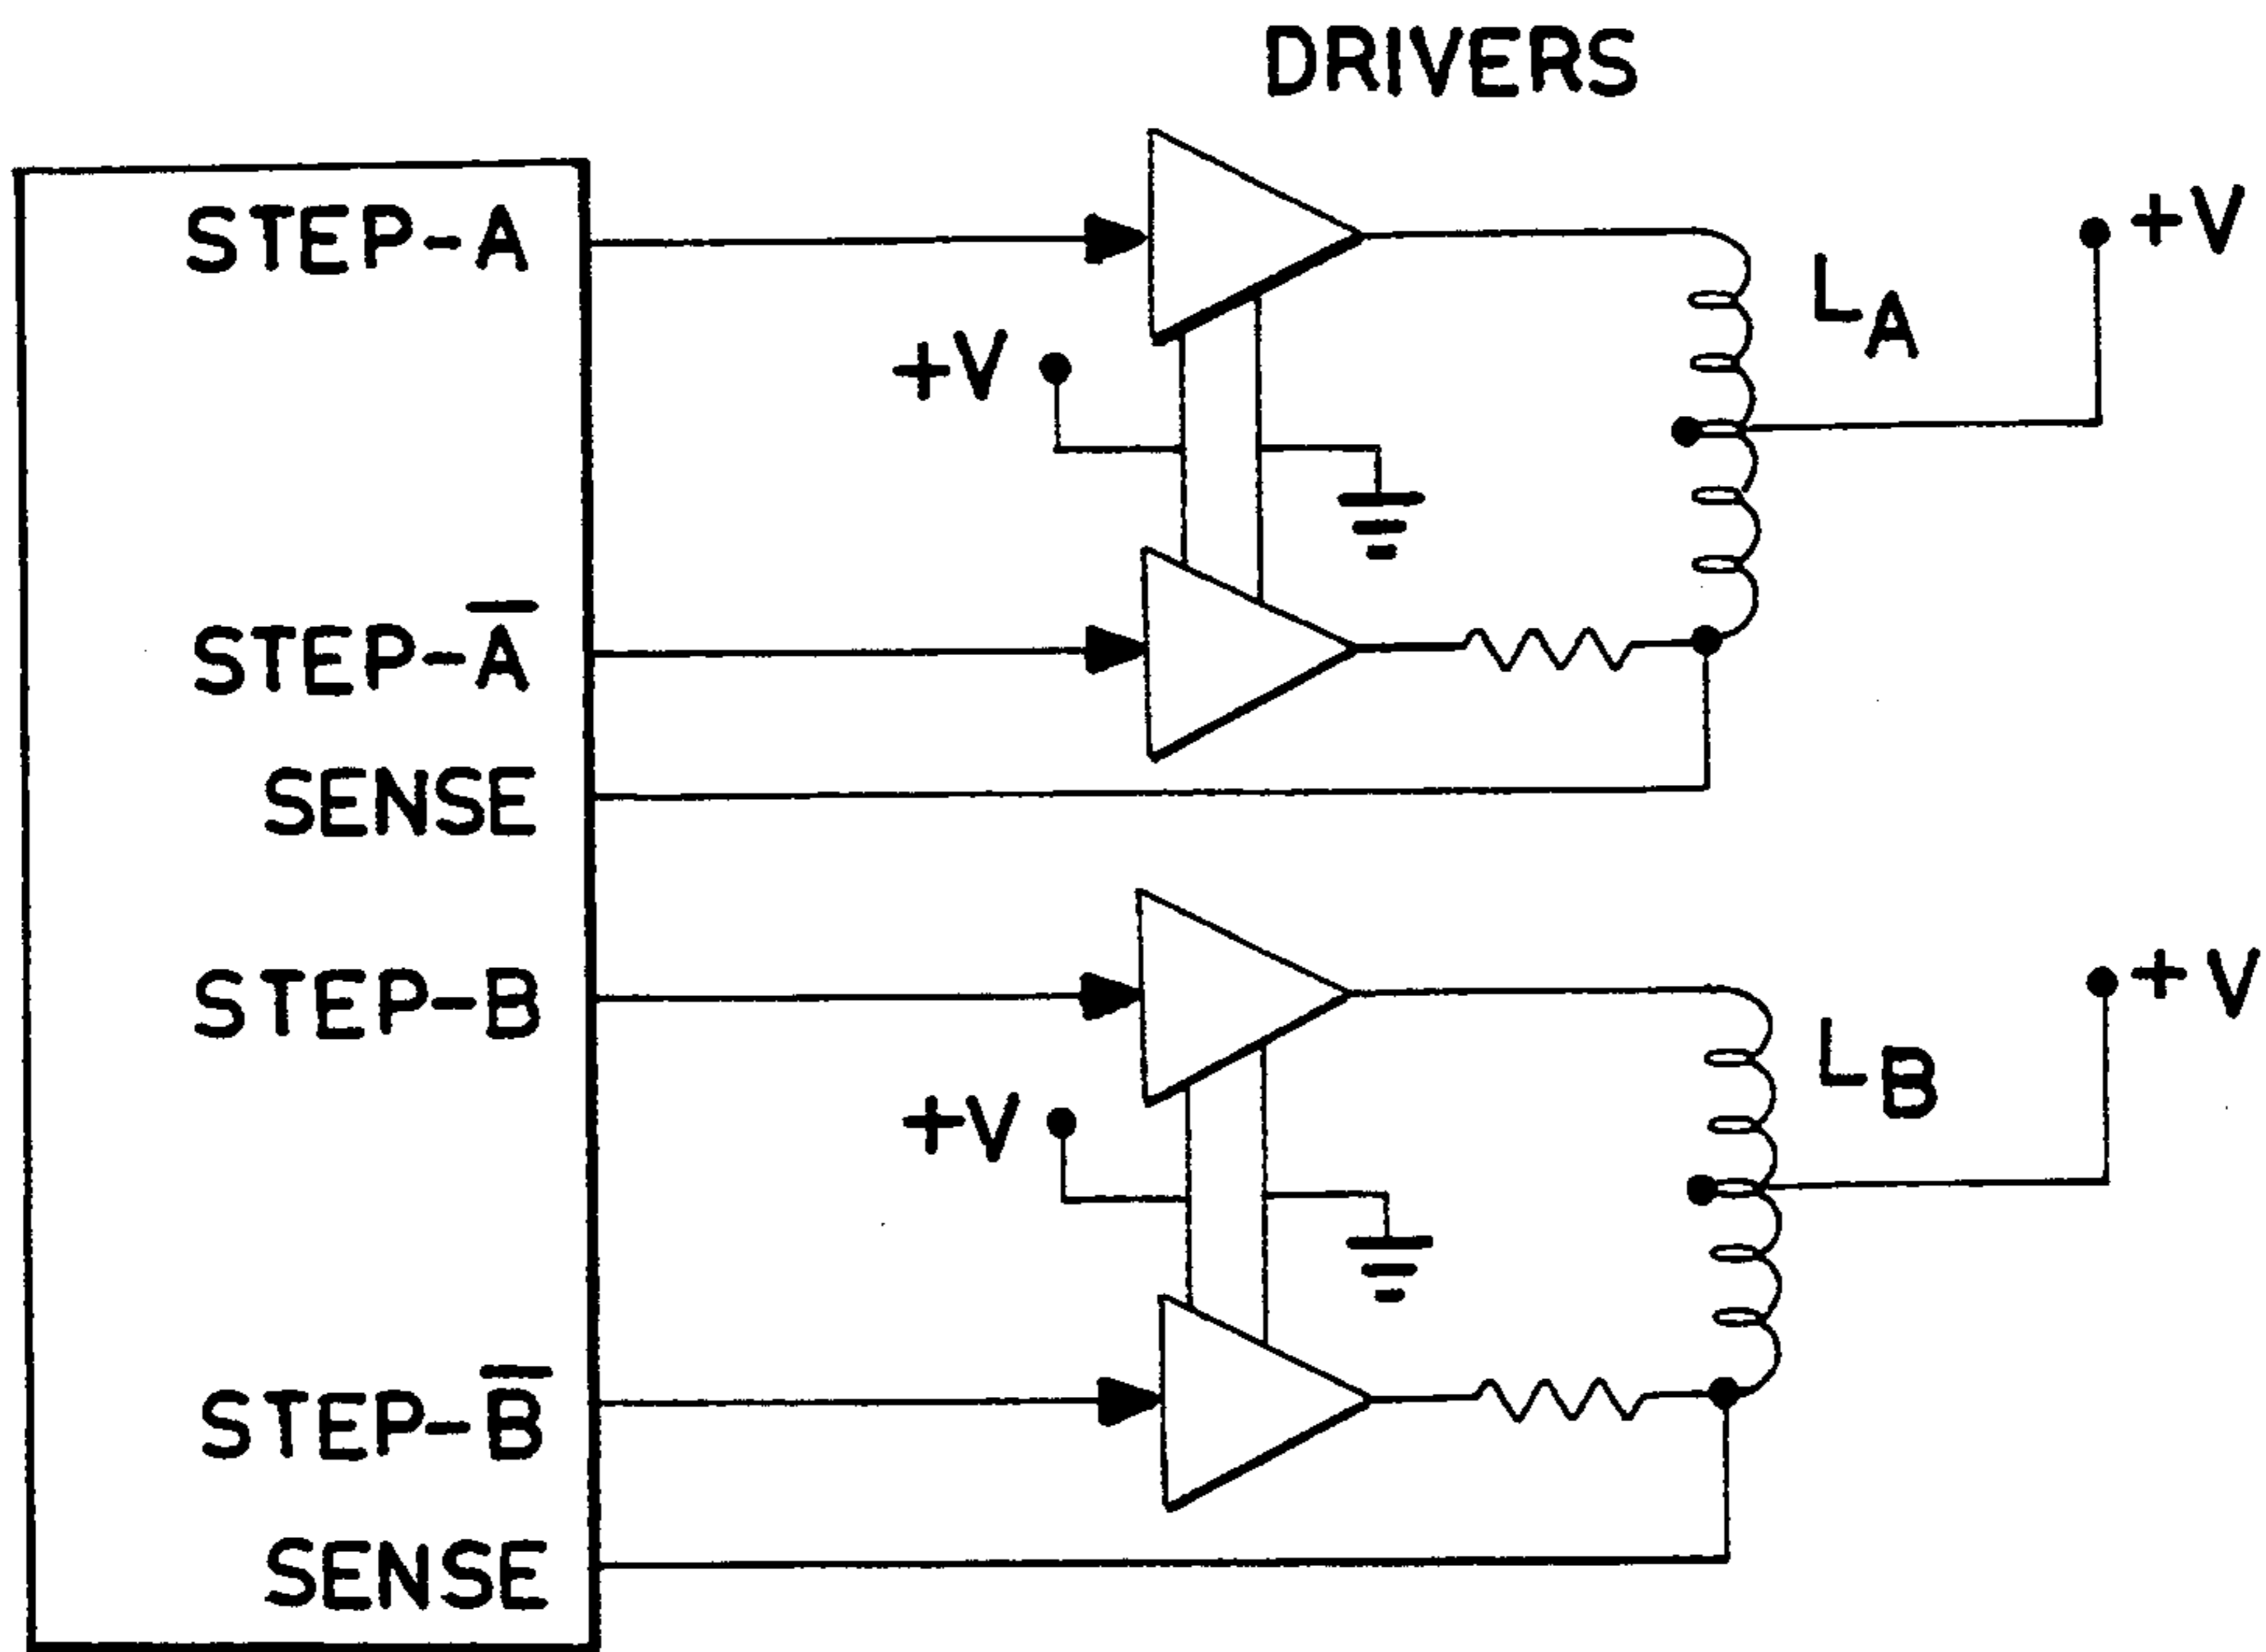 DRIVERS
STEP-A
+V
L_A
+V
STEP-A̅
SENSE
STEP-B
+V
L_B
+V
STEP-B̅
SENSE